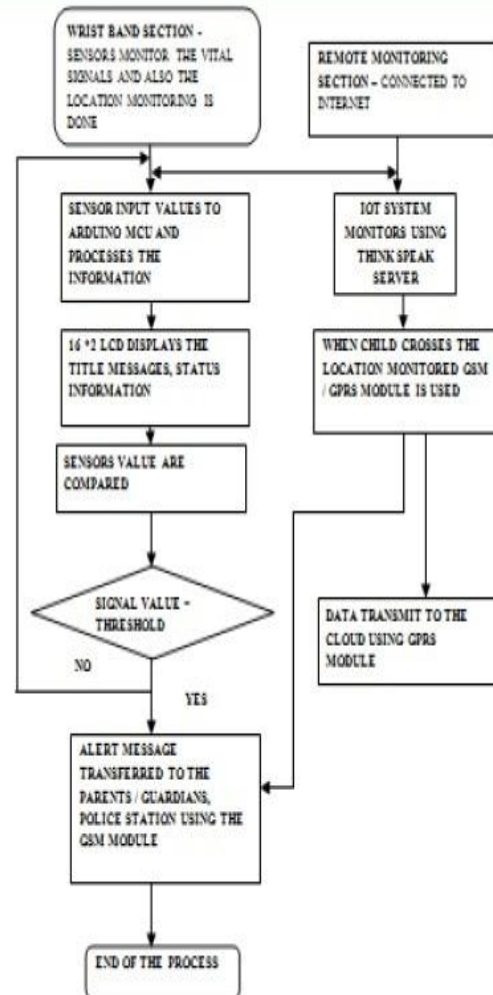 WRIST BAND SECTION -
SENSORS MONITOR THE VITAL
SIGNALS AND ALSO THE
LOCATION MONITORING IS
DONE
REMOTE MONITORING
SECTION – CONNECTED TO
INTERNET
SENSOR INPUT VALUES TO
ARDUINO MCU AND
PROCESSES THE
INFORMATION
IOT SYSTEM
MONITORS USING
THINK SPEAK
SERVER
16 *2 LCD DISPLAYS THE
TITLE MESSAGES, STATUS
INFORMATION
WHEN CHILD CROSSES THE
LOCATION MONITORED GSM
/ GPRS MODULE IS USED
SENSORS VALUE ARE
COMPARED
SIGNAL VALUE =
THRESHOLD
DATA TRANSMIT TO THE
CLOUD USING GPRS
MODULE
NO
YES
ALERT MESSAGE
TRANSFERRED TO THE
PARENTS / GUARDIANS,
POLICE STATION USING THE
GSM MODULE
END OF THE PROCESS